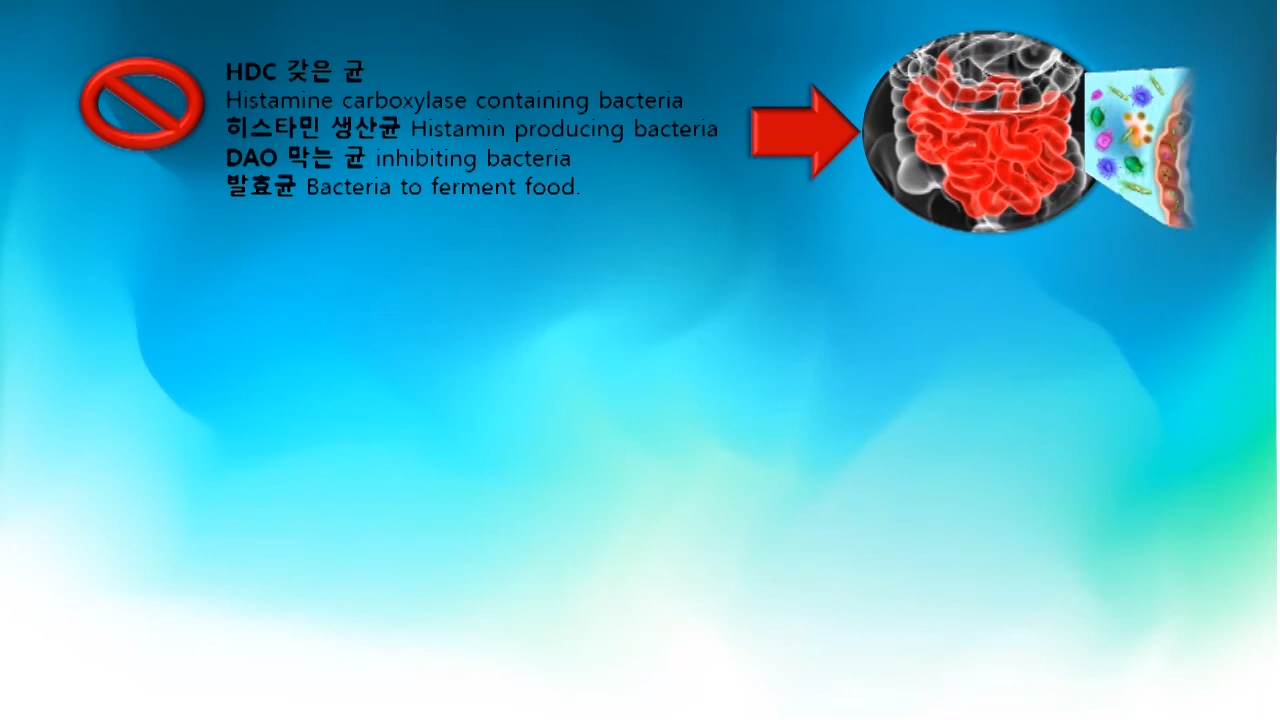 HDC 갖은 균
Histamine carboxylase containing bacteria
히스타민 생산균 Histamin producing bacteria
DAO 막는 균 inhibiting bacteria
발효균 Bacteria to ferment food.